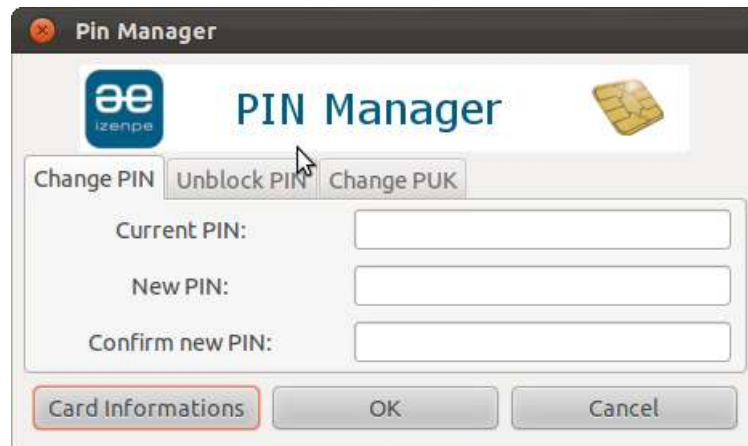 Pin Manager
izenpe
PIN Manager
Change PIN Unblock PIN Change PUK
Current PIN:
New PIN:
Confirm new PIN:
Card Informations OK Cancel